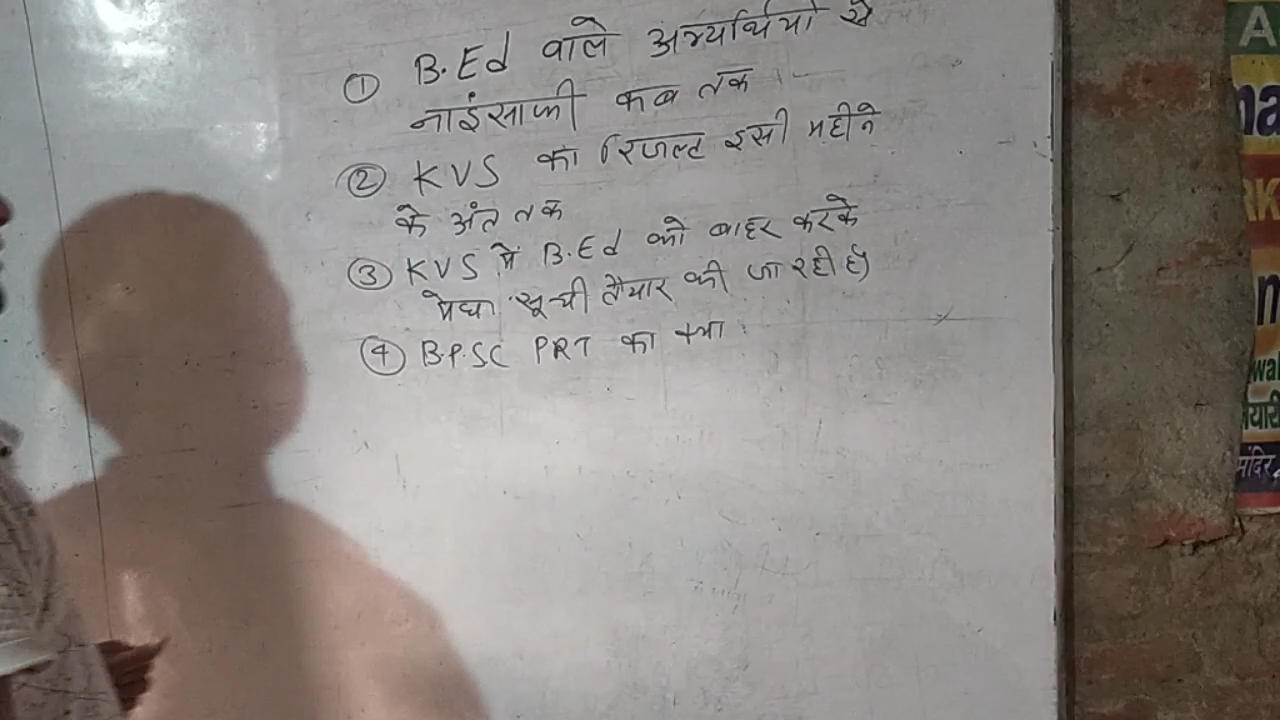 ① B.Ed वाले अभ्यर्थियों से
नाइंसाफी कब तक
② KVS का रिजल्ट इसी महीने
के अंत तक
③ KVS में B.Ed को बाहर करके
मेघा सूची तैयार की जा रही है)
④ B.P.SC PRT का क्या
A
मंदिर,